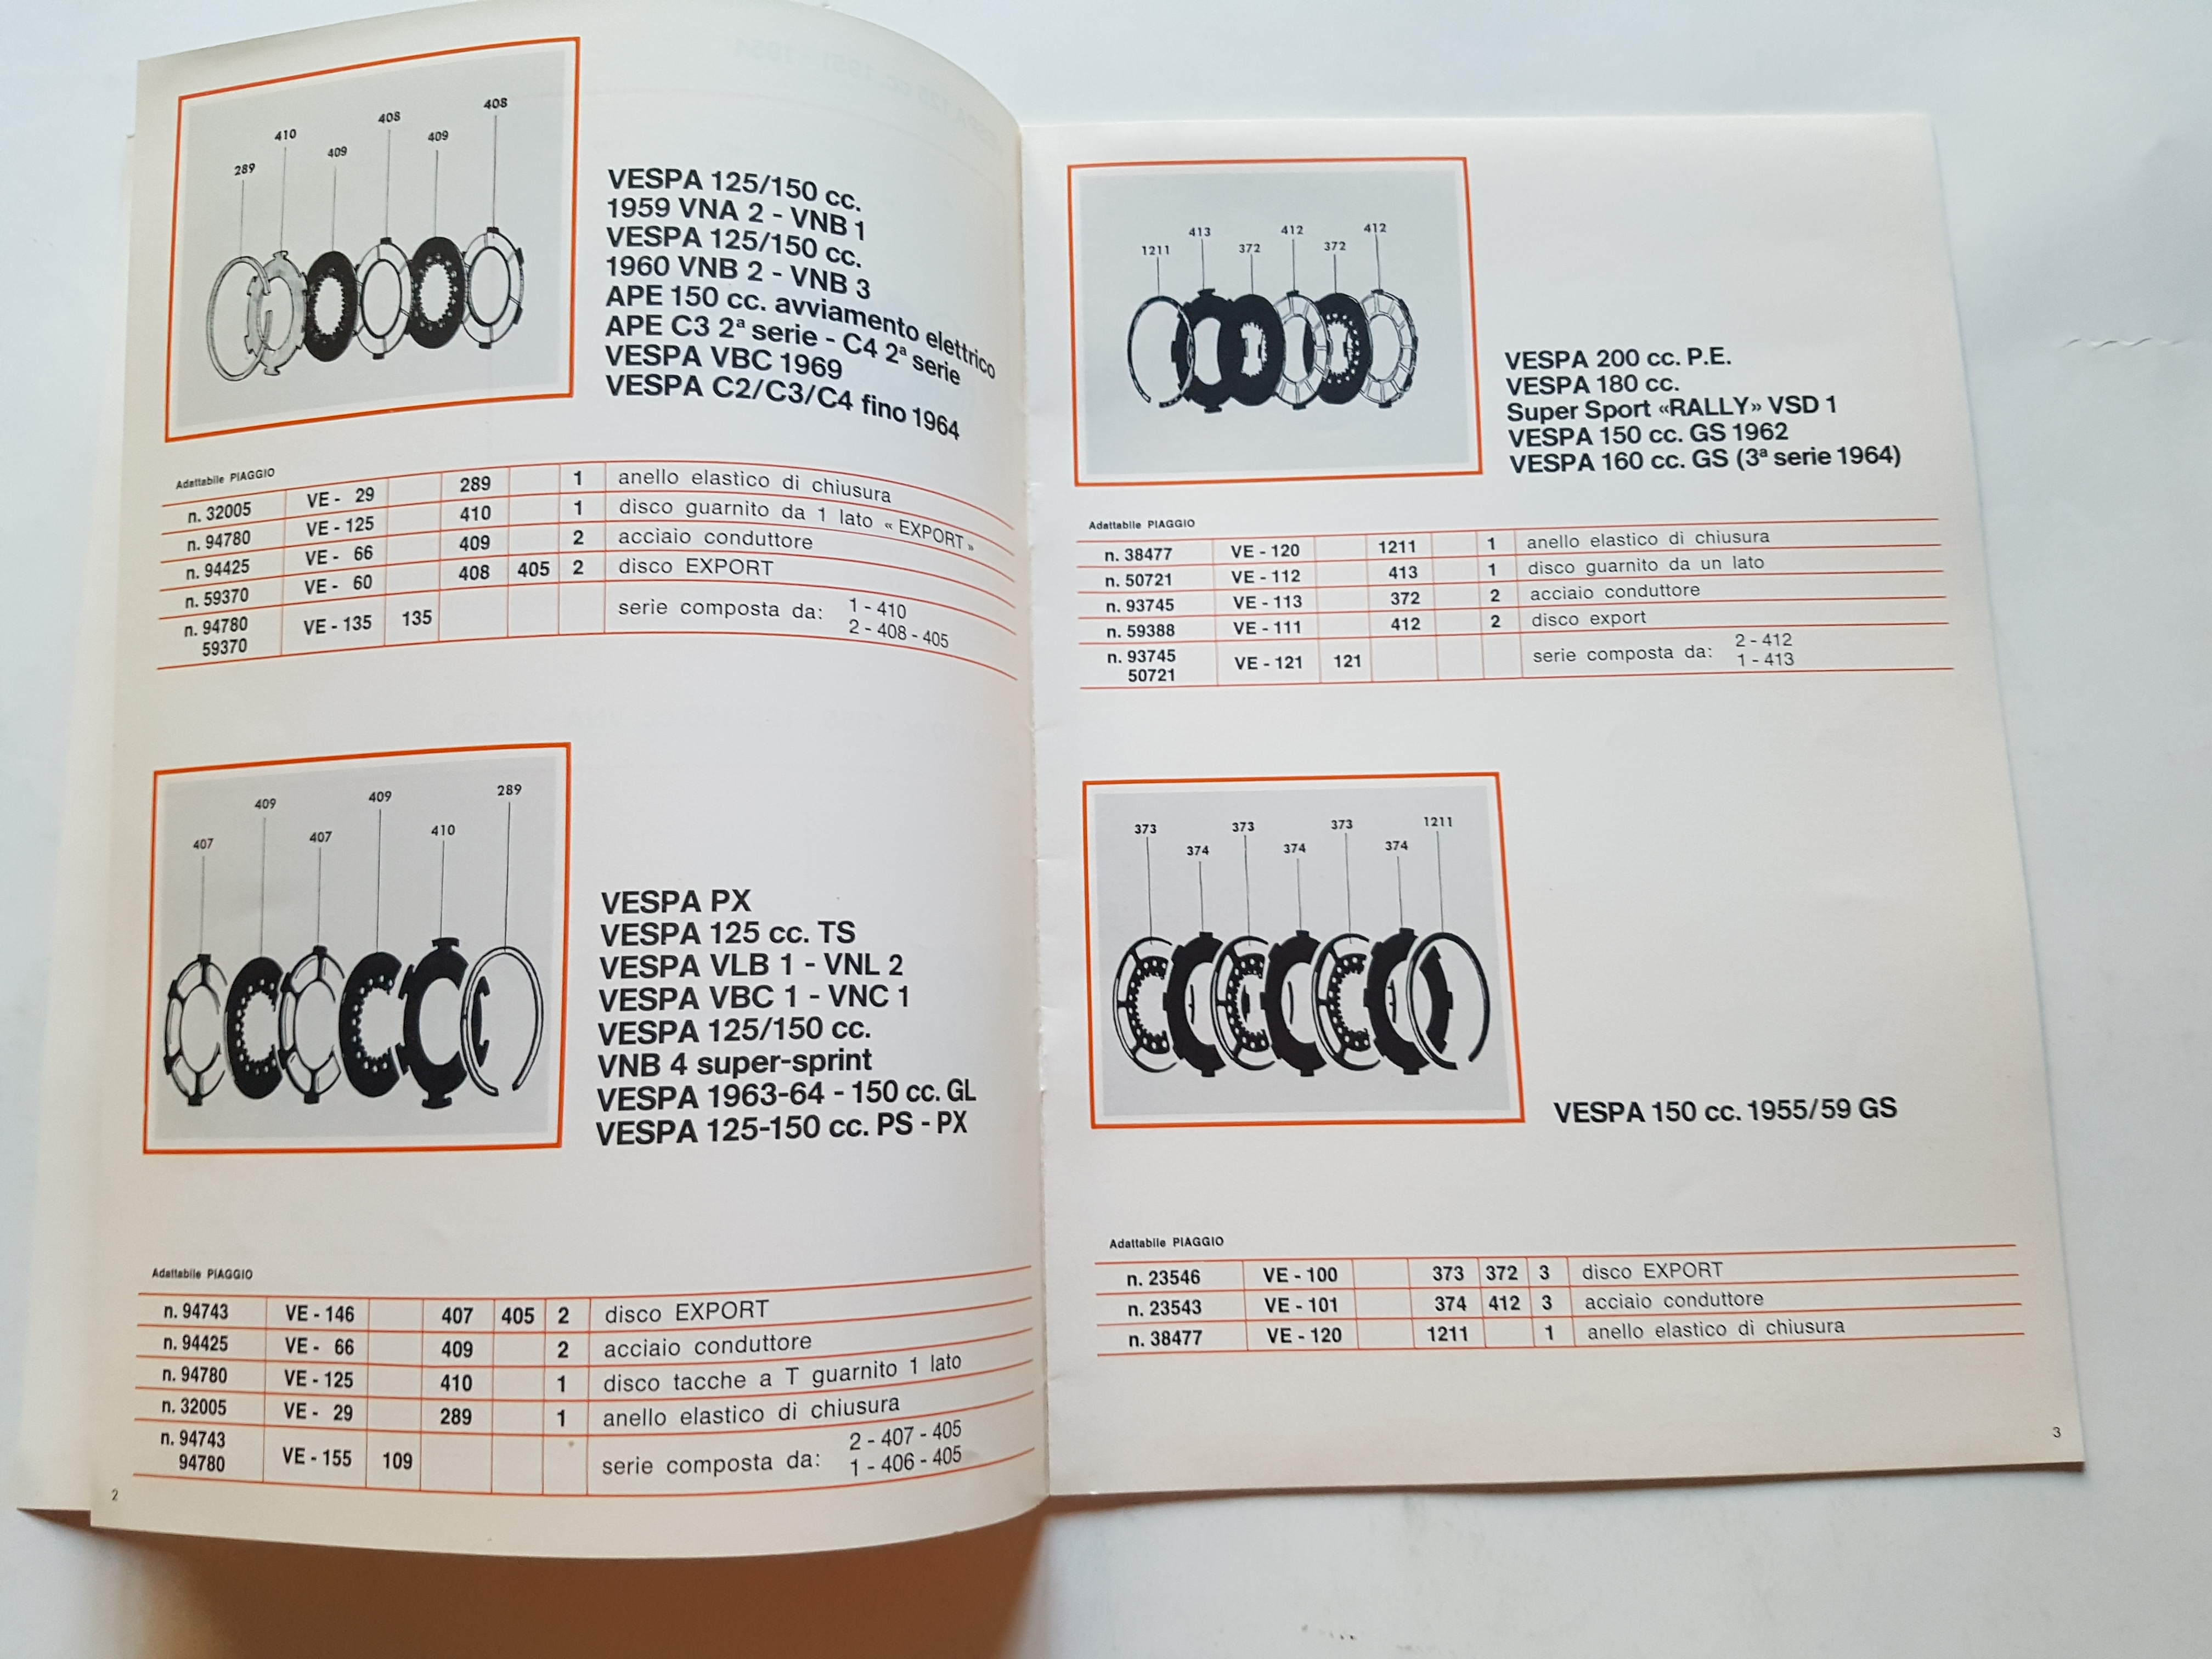 408
408
410
409
409
289
VESPA 125/150 cc.
1959 VNA 2 - VNB 1
VESPA 125/150 cc.
1960 VNB 2 - VNB 3
APE 150 cc. avviamento elettrico
APE C3 2ª serie - C4 2ª serie
VESPA VBC 1969
VESPA C2/C3/C4 fino 1964
Adattabile PIAGGIO
n. 32005 VE - 29 289 1 anello elastico di chiusura
n. 94780 VE - 125 410 1 disco guarnito da 1 lato « EXPORT »
n. 94425 VE - 66 409 2 acciaio conduttore
n. 59370 VE - 60 408 405 2 disco EXPORT
n. 94780 59370 VE - 135 135 serie composta da: 1 - 410
2 - 408 - 405
289
409
409
410
407
407
VESPA PX
VESPA 125 cc. TS
VESPA VLB 1 - VNL 2
VESPA VBC 1 - VNC 1
VESPA 125/150 cc.
VNB 4 super-sprint
VESPA 1963-64 - 150 cc. GL
VESPA 125-150 cc. PS - PX
Adattabile PIAGGIO
n. 94743 VE - 146 407 405 2 disco EXPORT
n. 94425 VE - 66 409 2 acciaio conduttore
n. 94780 VE - 125 410 1 disco tacche a T guarnito 1 lato
n. 32005 VE - 29 289 1 anello elastico di chiusura
n. 94743 94780 VE - 155 109 serie composta da: 2 - 407 - 405
1 - 406 - 405
2
413 412 412
1211 372 372
VESPA 200 cc. P.E.
VESPA 180 cc.
Super Sport «RALLY» VSD 1
VESPA 150 cc. GS 1962
VESPA 160 cc. GS (3ª serie 1964)
Adattabile PIAGGIO
n. 38477 VE - 120 1211 1 anello elastico di chiusura
n. 50721 VE - 112 413 1 disco guarnito da un lato
n. 93745 VE - 113 372 2 acciaio conduttore
n. 59388 VE - 111 412 2 disco export
n. 93745 50721 VE - 121 121 serie composta da: 2 - 412
1 - 413
373 373 373 1211
374 374 374
VESPA 150 cc. 1955/59 GS
Adattabile PIAGGIO
n. 23546 VE - 100 373 372 3 disco EXPORT
n. 23543 VE - 101 374 412 3 acciaio conduttore
n. 38477 VE - 120 1211 1 anello elastico di chiusura
3